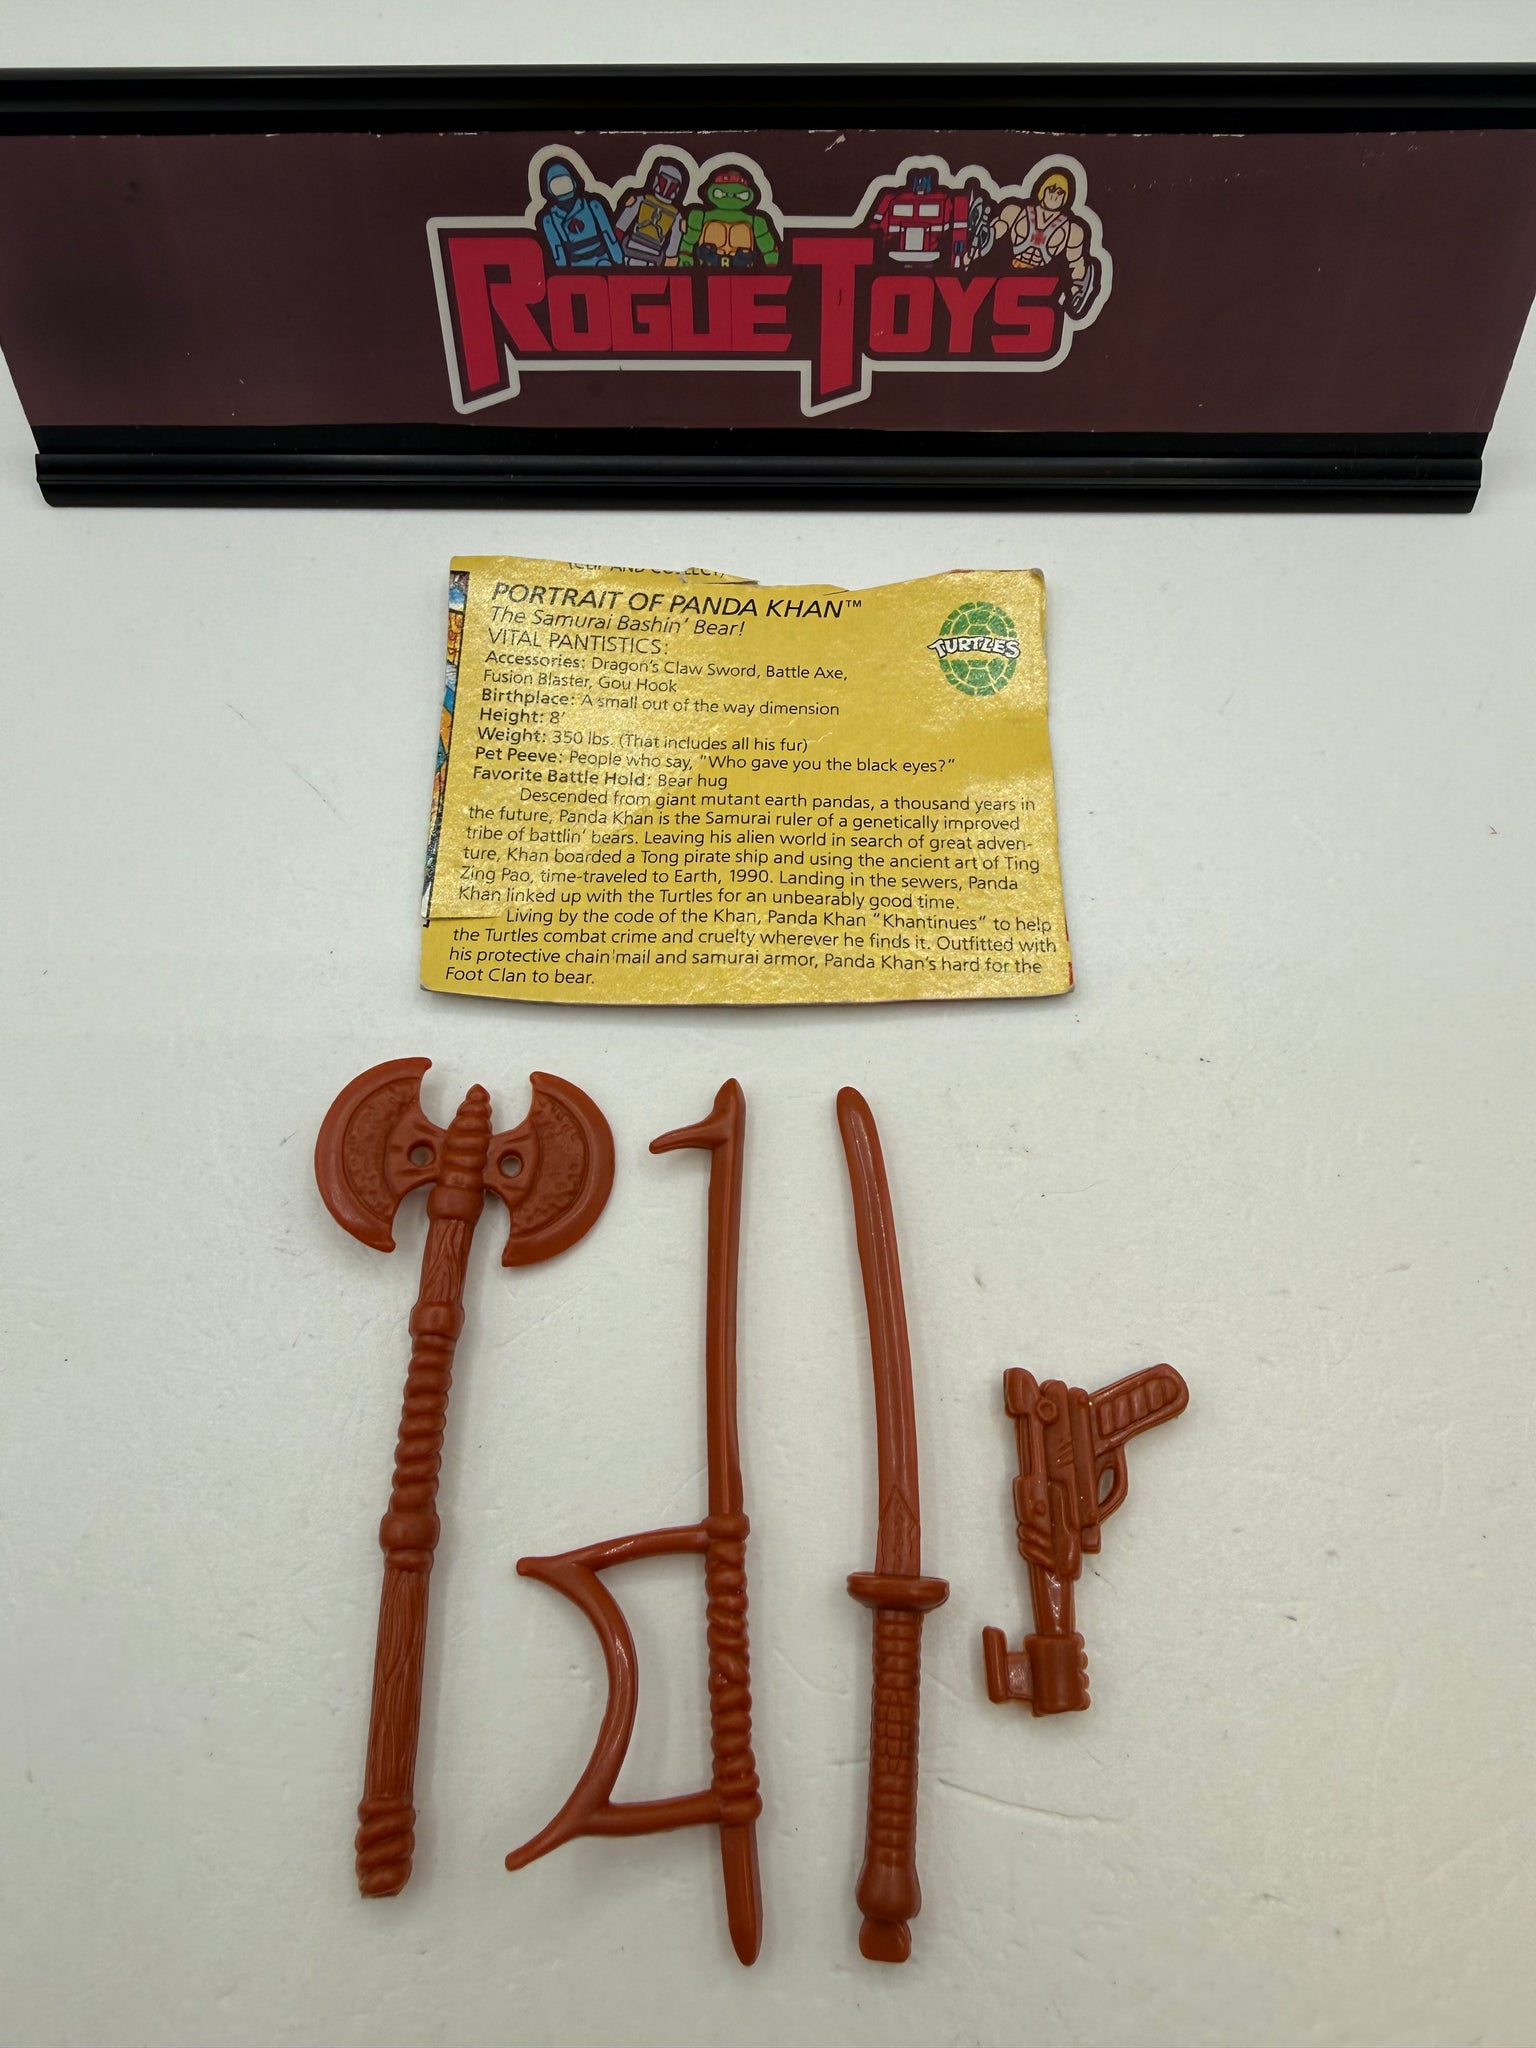 ROGUE TOYS
(CLIP AND COLLECT)
PORTRAIT OF PANDA KHAN™
The Samurai Bashin' Bear!
VITAL PANTISTICS:
Accessories: Dragon's Claw Sword, Battle Axe,
Fusion Blaster, Gou Hook
Birthplace: A small out of the way dimension
Height: 8'
Weight: 350 lbs. (That includes all his fur)
Pet Peeve: People who say, "Who gave you the black eyes?"
Favorite Battle Hold: Bear hug
Descended from giant mutant earth pandas, a thousand years in
the future, Panda Khan is the Samurai ruler of a genetically improved
tribe of battlin' bears. Leaving his alien world in search of great adven-
ture, Khan boarded a Tong pirate ship and using the ancient art of Ting
Zing Pao, time-traveled to Earth, 1990. Landing in the sewers, Panda
Khan linked up with the Turtles for an unbearably good time.
Living by the code of the Khan, Panda Khan "Khantinues" to help
the Turtles combat crime and cruelty wherever he finds it. Outfitted with
his protective chain mail and samurai armor, Panda Khan's hard for the
Foot Clan to bear.
TURTLES